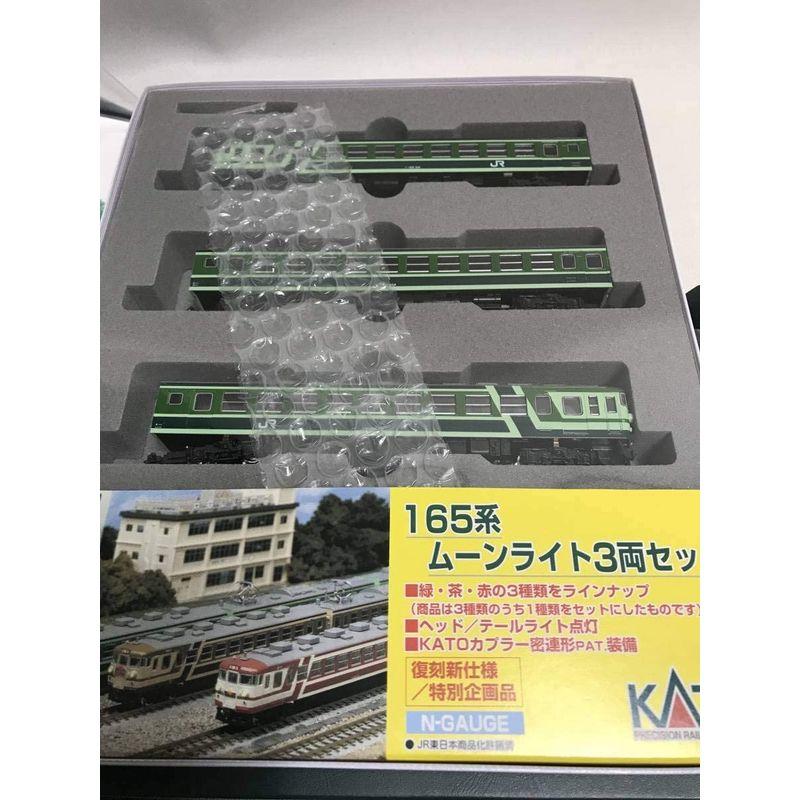 JR
JR
165系
ムーンライト3両セッ
■緑・茶・赤の3種類をラインナップ
(商品は3種類のうち1種類をセットにしたものです)
■ヘッド/テールライト点灯
■KATOカプラー密連形PAT.装備
復刻新仕様
/特別企画品
N-GAUGE
● JR東日本商品化許諾済
KAT
PRECISION RAIL